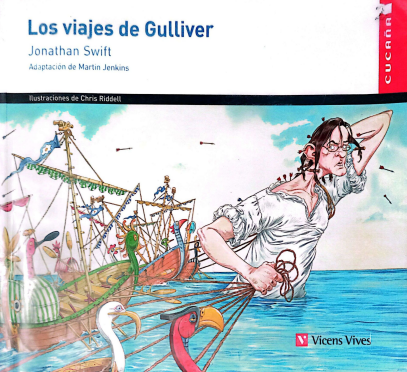 Los viajes de Gulliver
Jonathan Swift
Adaptación de Martin Jenkins
CUCAÑA
Ilustraciones de Chris Riddell
Vicens Vives